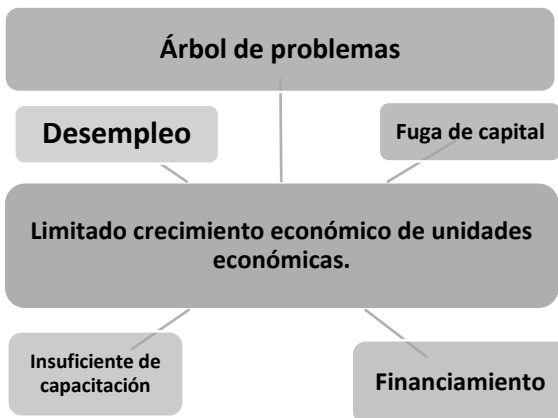 Árbol de problemas
Desempleo
Fuga de capital
Limitado crecimiento económico de unidades
económicas.
Insuficiente de
capacitación
Financiamiento